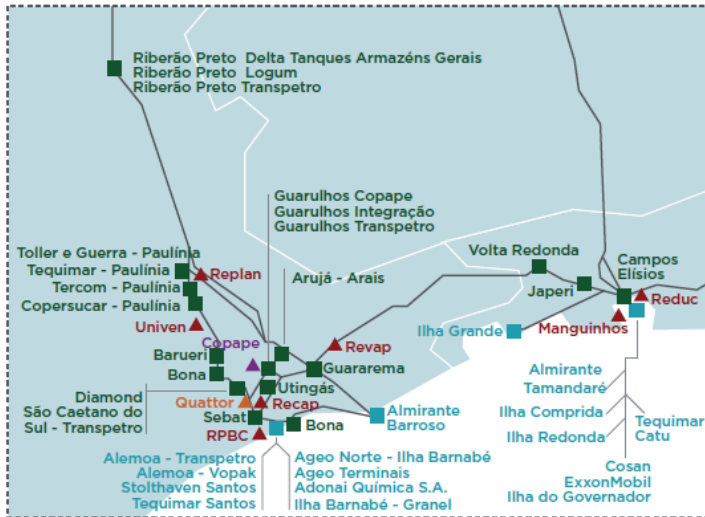 Riberão Preto Delta Tanques Armazéns Gerais
Riberão Preto Logum
Riberão Preto Transpetro
Guarulhos Copape
Guarulhos Integração
Guarulhos Transpetro
Toller e Guerra - Paulínia
Tequimar - Paulínia
Tercom - Paulínia
Copersucar - Paulínia
Replan
Univen
Arujá - Arais
Volta Redonda
Japeri
Campos
Elísios
Reduc
Manguinhos
Ilha Grande
Copape
Revap
Barueri
Bona
Guararema
Utingás
Diamond
São Caetano do
Sul - Transpetro
Quattor
Recap
Sebat
RPBC
Bona
Almirante
Barroso
Almirante
Tamandaré
Ilha Comprida
Ilha Redonda
Tequimar
Catu
Cosan
ExxonMobil
Ilha do Governador
Alemoa - Transpetro
Alemoa - Vopak
Stolthaven Santos
Tequimar Santos
Ageo Norte - Ilha Barnabé
Ageo Terminais
Adonai Química S.A.
Ilha Barnabé - Granel